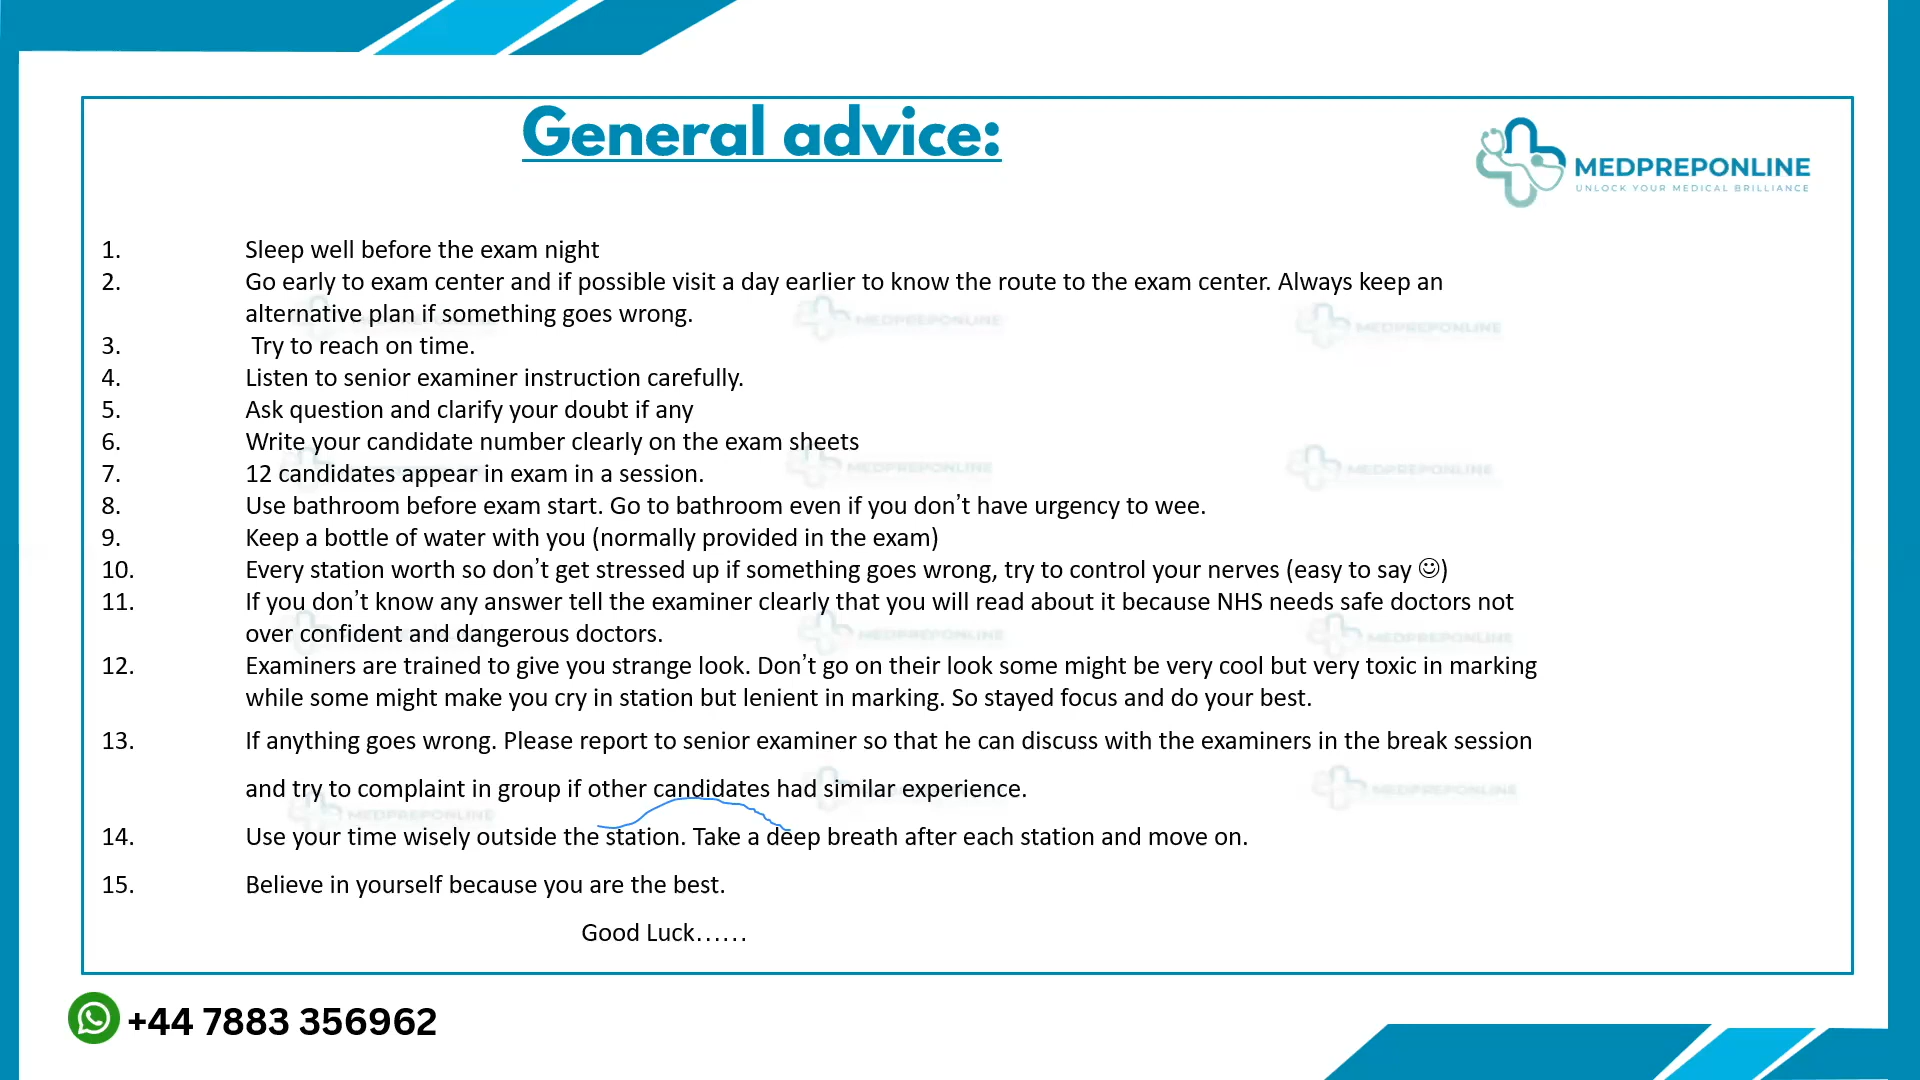 General advice:
MEDPREPONLINE
UNLOCK YOUR MEDICAL BRILLIANCE
1. Sleep well before the exam night
2. Go early to exam center and if possible visit a day earlier to know the route to the exam center. Always keep an
alternative plan if something goes wrong.
3. Try to reach on time.
4. Listen to senior examiner instruction carefully.
5. Ask question and clarify your doubt if any
6. Write your candidate number clearly on the exam sheets
7. 12 candidates appear in exam in a session.
8. Use bathroom before exam start. Go to bathroom even if you don’t have urgency to wee.
9. Keep a bottle of water with you (normally provided in the exam)
10. Every station worth so don’t get stressed up if something goes wrong, try to control your nerves (easy to say ☺)
11. If you don’t know any answer tell the examiner clearly that you will read about it because NHS needs safe doctors not
over confident and dangerous doctors.
12. Examiners are trained to give you strange look. Don’t go on their look some might be very cool but very toxic in marking
while some might make you cry in station but lenient in marking. So stayed focus and do your best.
13. If anything goes wrong. Please report to senior examiner so that he can discuss with the examiners in the break session
and try to complaint in group if other candidates had similar experience.
14. Use your time wisely outside the station. Take a deep breath after each station and move on.
15. Believe in yourself because you are the best.
Good Luck……
+44 7883 356962
MEDPREPONLINE
MEDPREPONLINE
MEDPREPONLINE
MEDPREPONLINE
MEDPREPONLINE
MEDPREPONLINE
MEDPREPONLINE
MEDPREPONLINE